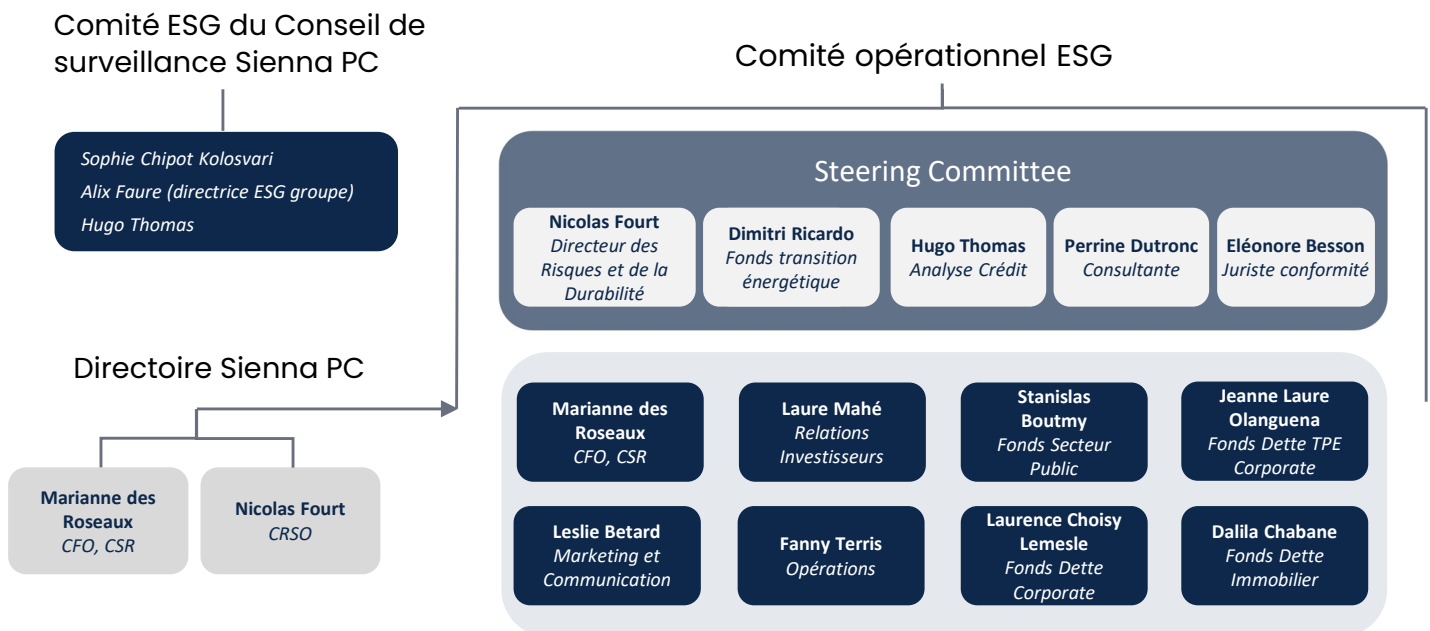 Comité ESG du Conseil de
surveillance Sienna PC
Sophie Chipot Kolosvari
Alix Faure (directrice ESG groupe)
Hugo Thomas
Directoire Sienna PC
Marianne des
Roseaux
CFO, CSR
Nicolas Fourt
CRSO
Comité opérationnel ESG
Steering Committee
Nicolas Fourt
Directeur des
Risques et de la
Durabilité
Dimitri Ricardo
Fonds transition
énergétique
Hugo Thomas
Analyse Crédit
Perrine Dutronc
Consultante
Eléonore Besson
Juriste conformité
Marianne des
Roseaux
CFO, CSR
Laure Mahé
Relations
Investisseurs
Stanislas
Boutmy
Fonds Secteur
Public
Jeanne Laure
Olanguena
Fonds Dette TPE
Corporate
Leslie Betard
Marketing et
Communication
Fanny Terris
Opérations
Laurence Choisy
Lemesle
Fonds Dette
Corporate
Dalila Chabane
Fonds Dette
Immobilier